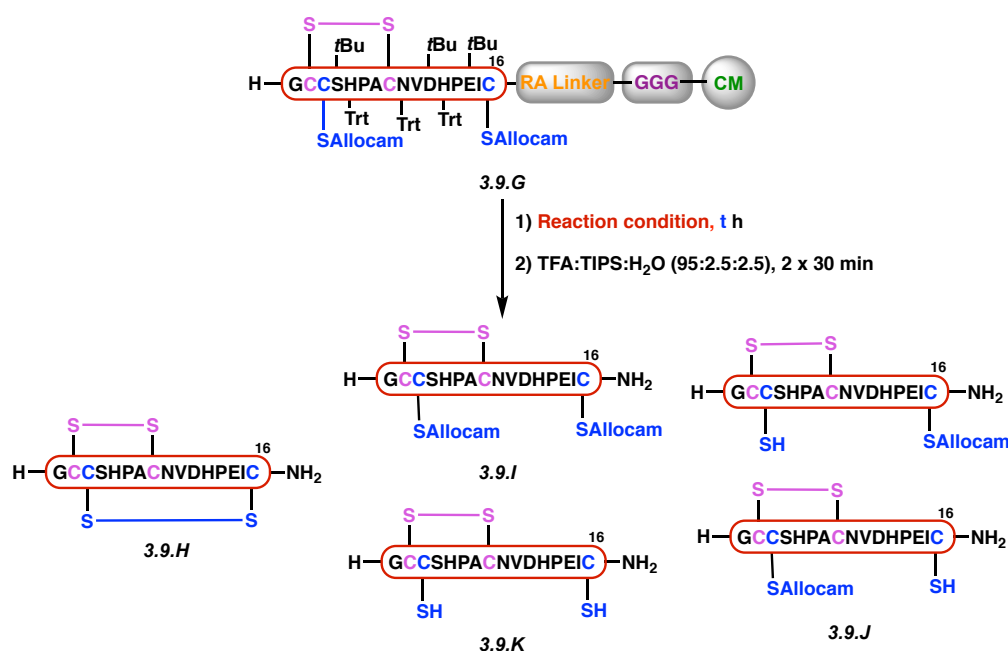 S S
tBu tBu tBu
16
H GCCSHPACNVDHPEIC RA Linker GGG CM
Trt Trt Trt
SAllocam SAllocam
3.9.G
1) Reaction condition, t h
2) TFA:TIPS:H2O (95:2.5:2.5), 2 x 30 min
S S
16
H GCCSHPACNVDHPEIC NH2
SAllocam SAllocam
3.9.I
S S
16
H GCCSHPACNVDHPEIC NH2
SH SAllocam
S S
16
H GCCSHPACNVDHPEIC NH2
S S
3.9.H
S S
16
H GCCSHPACNVDHPEIC NH2
SH SH
3.9.K
S S
16
H GCCSHPACNVDHPEIC NH2
SAllocam SH
3.9.J